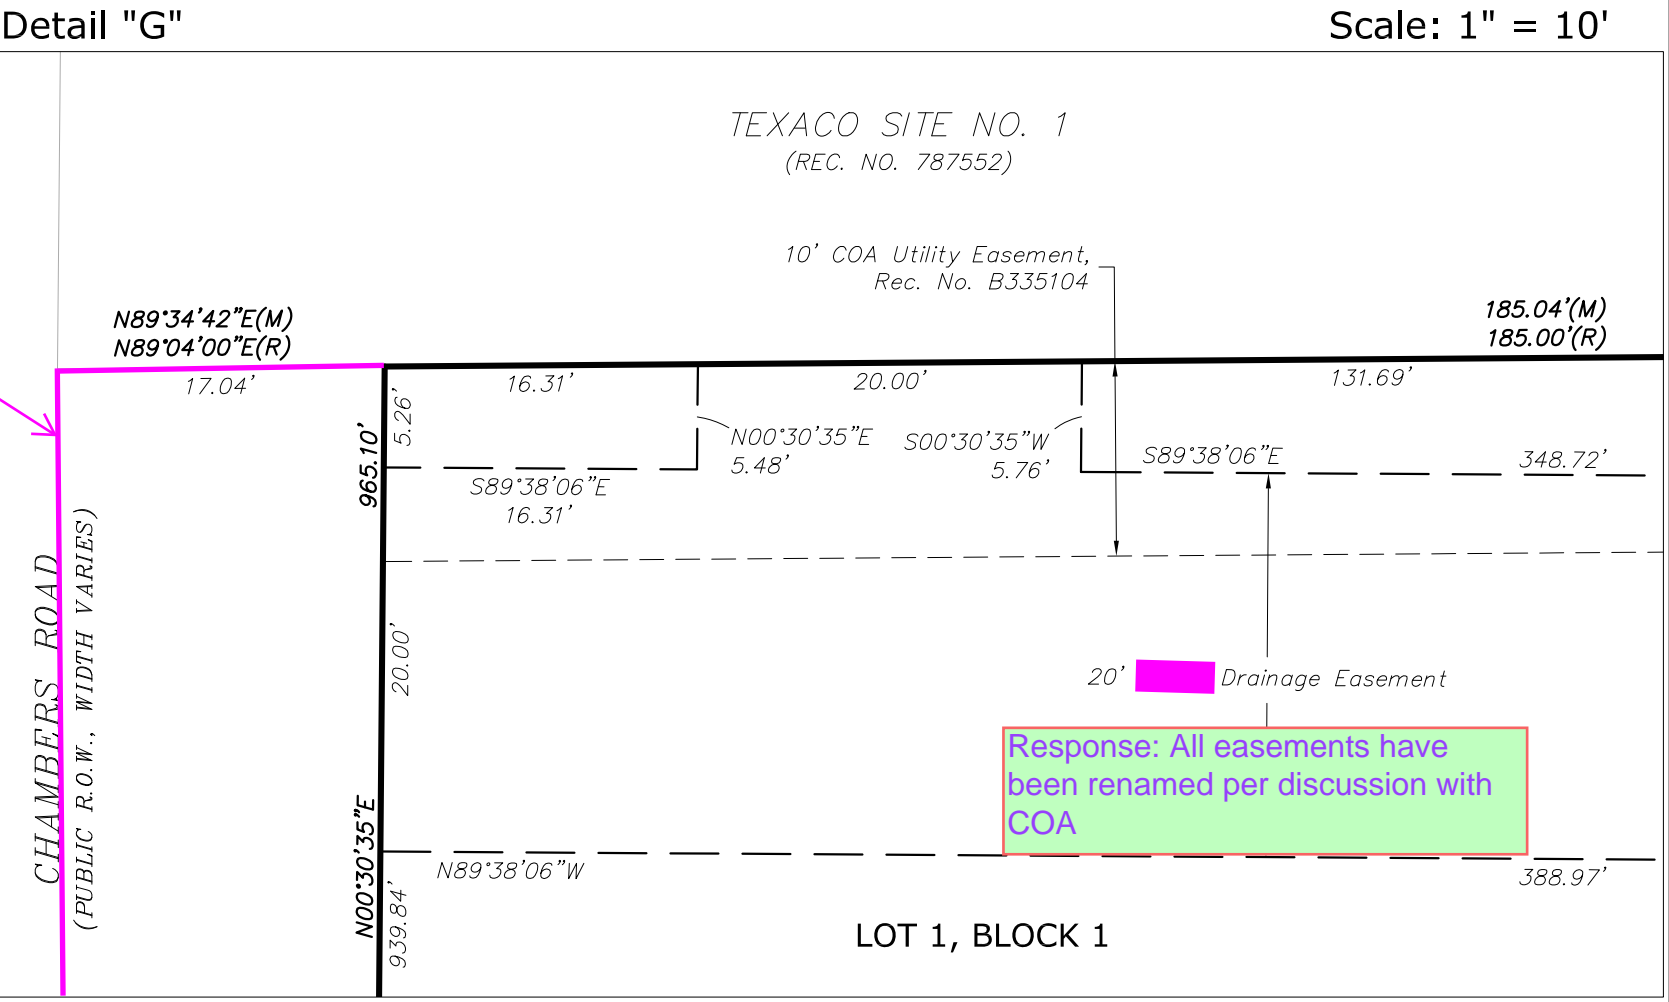 Detail "G"
Scale: 1" = 10'
TEXACO SITE NO. 1
(REC. NO. 787552)
10' COA Utility Easement,
Rec. No. B335104
N89°34'42"E(M)
N89°04'00"E(R)
185.04'(M)
185.00'(R)
17.04'
16.31'
20.00'
131.69'
5.26'
965.10'
N00°30'35"E
5.48'
S00°30'35"W
5.76'
S89°38'06"E
348.72'
S89°38'06"E
16.31'
CHAMBERS ROAD
(PUBLIC R.O.W., WIDTH VARIES)
20.00'
20' Drainage Easement
Response: All easements have
been renamed per discussion with
COA
N00°30'35"E
939.84'
N89°38'06"W
388.97'
LOT 1, BLOCK 1